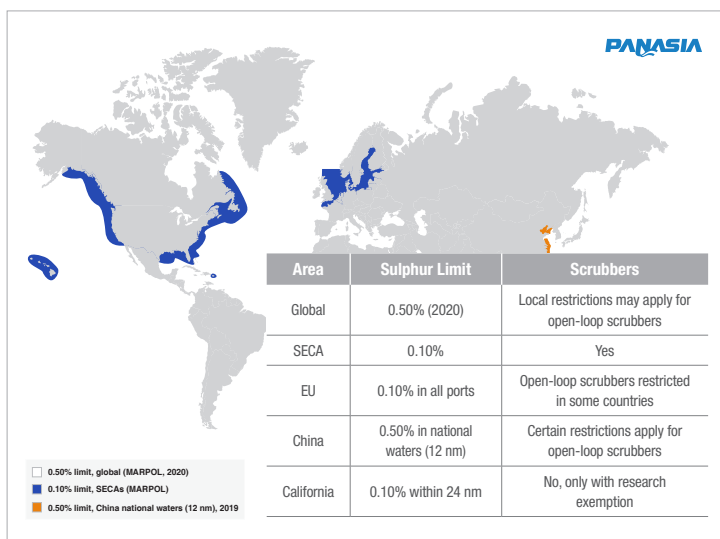 PANASIA
Area Sulphur Limit Scrubbers
Global 0.50% (2020) Local restrictions may apply for
open-loop scrubbers
SECA 0.10% Yes
EU 0.10% in all ports Open-loop scrubbers restricted
in some countries
China 0.50% in national
waters (12 nm) Certain restrictions apply for
open-loop scrubbers
California 0.10% within 24 nm No, only with research
exemption
0.50% limit, global (MARPOL, 2020)
0.10% limit, SECAs (MARPOL)
0.50% limit, China national waters (12 nm), 2019